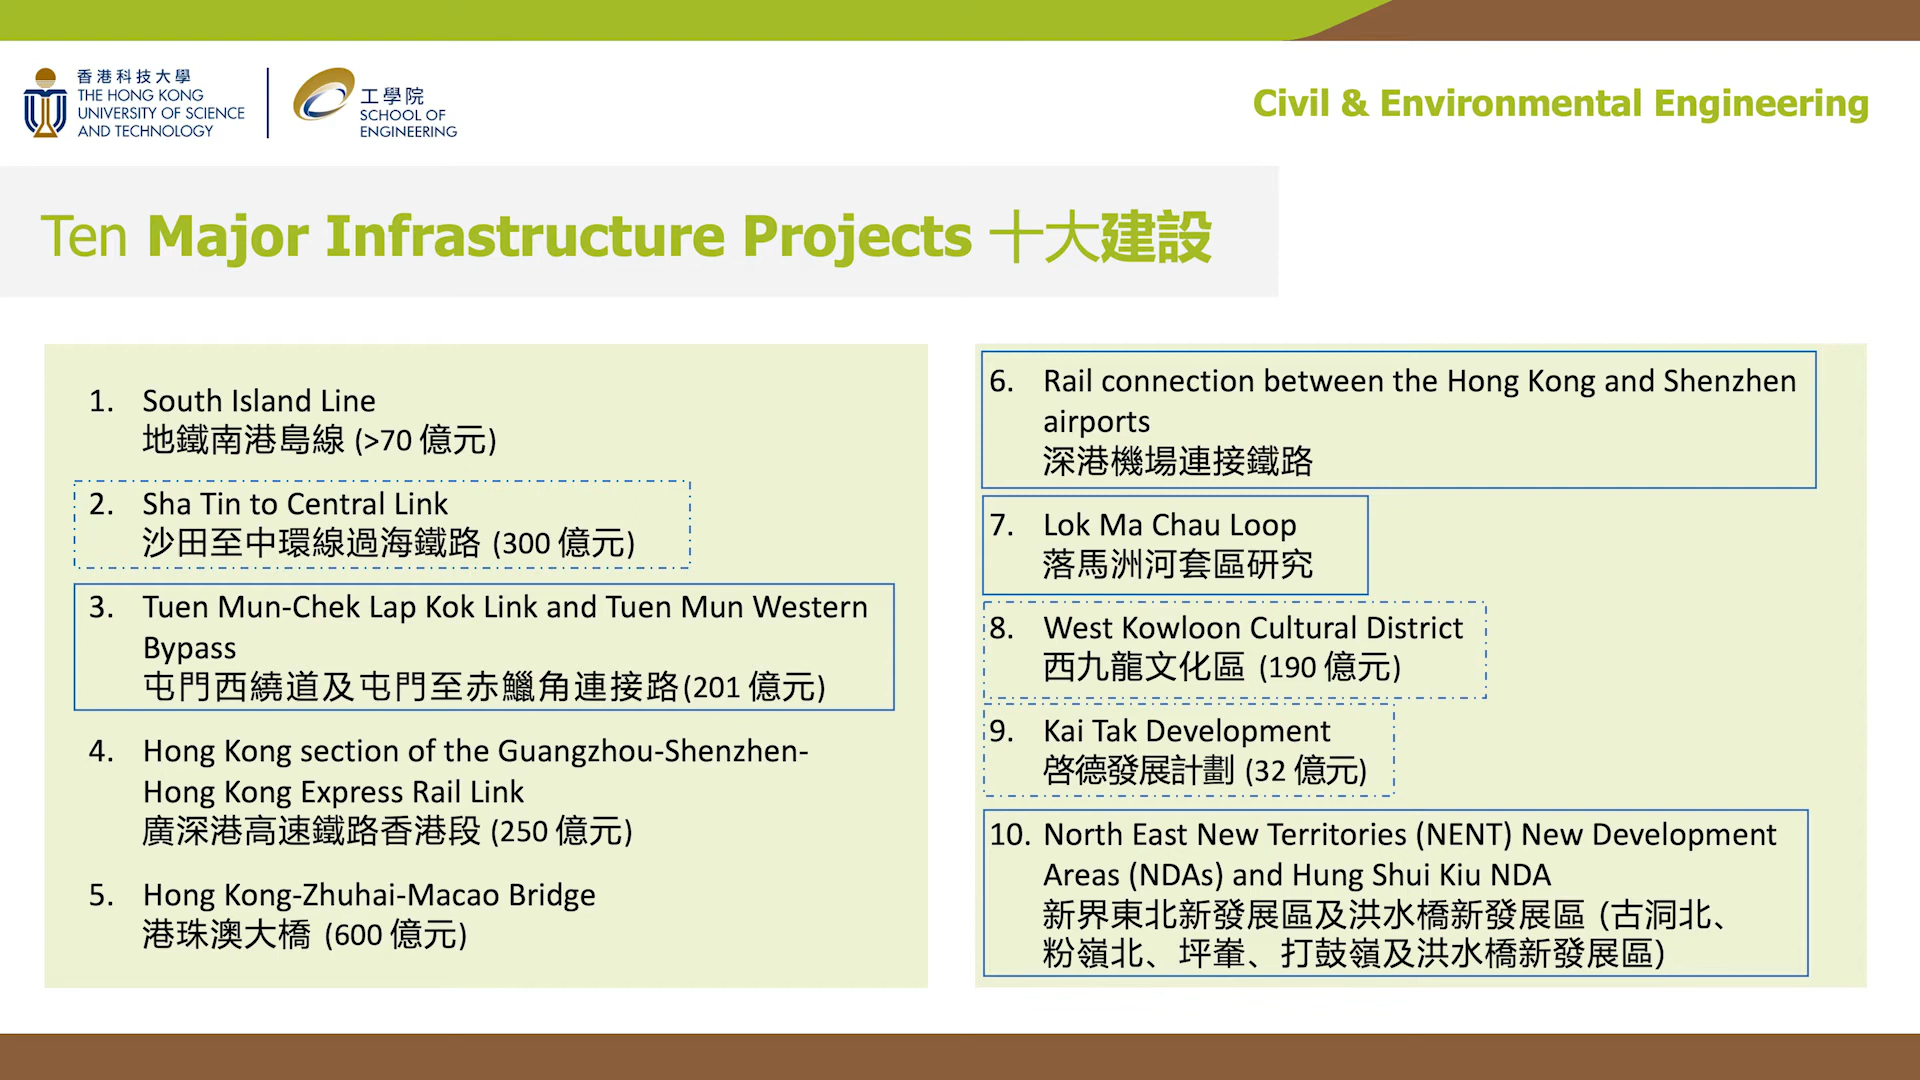 香港科技大學
THE HONG KONG
UNIVERSITY OF SCIENCE
AND TECHNOLOGY
工學院
SCHOOL OF
ENGINEERING
Civil & Environmental Engineering
Ten Major Infrastructure Projects 十大建設
1. South Island Line
地鐵南港島線 (>70 億元)
2. Sha Tin to Central Link
沙田至中環線過海鐵路 (300 億元)
3. Tuen Mun-Chek Lap Kok Link and Tuen Mun Western
Bypass
屯門西繞道及屯門至赤鱲角連接路(201 億元)
4. Hong Kong section of the Guangzhou-Shenzhen-
Hong Kong Express Rail Link
廣深港高速鐵路香港段 (250 億元)
5. Hong Kong-Zhuhai-Macao Bridge
港珠澳大橋 (600 億元)
6. Rail connection between the Hong Kong and Shenzhen
airports
深港機場連接鐵路
7. Lok Ma Chau Loop
落馬洲河套區研究
8. West Kowloon Cultural District
西九龍文化區 (190 億元)
9. Kai Tak Development
啓德發展計劃 (32 億元)
10. North East New Territories (NENT) New Development
Areas (NDAs) and Hung Shui Kiu NDA
新界東北新發展區及洪水橋新發展區 (古洞北、
粉嶺北、坪輋、打鼓嶺及洪水橋新發展區)